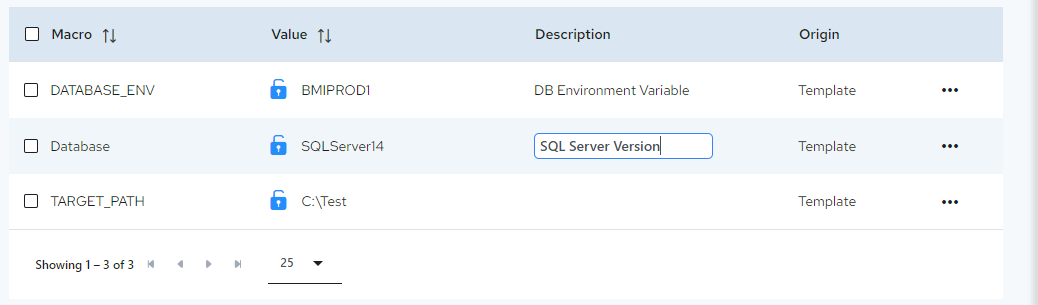 Macro Value Description Origin
DATABASE_ENV BMIPROD1 DB Environment Variable Template
Database SQLServer14 SQL Server Version Template
TARGET_PATH C:\Test Template
Showing 1 – 3 of 3 25